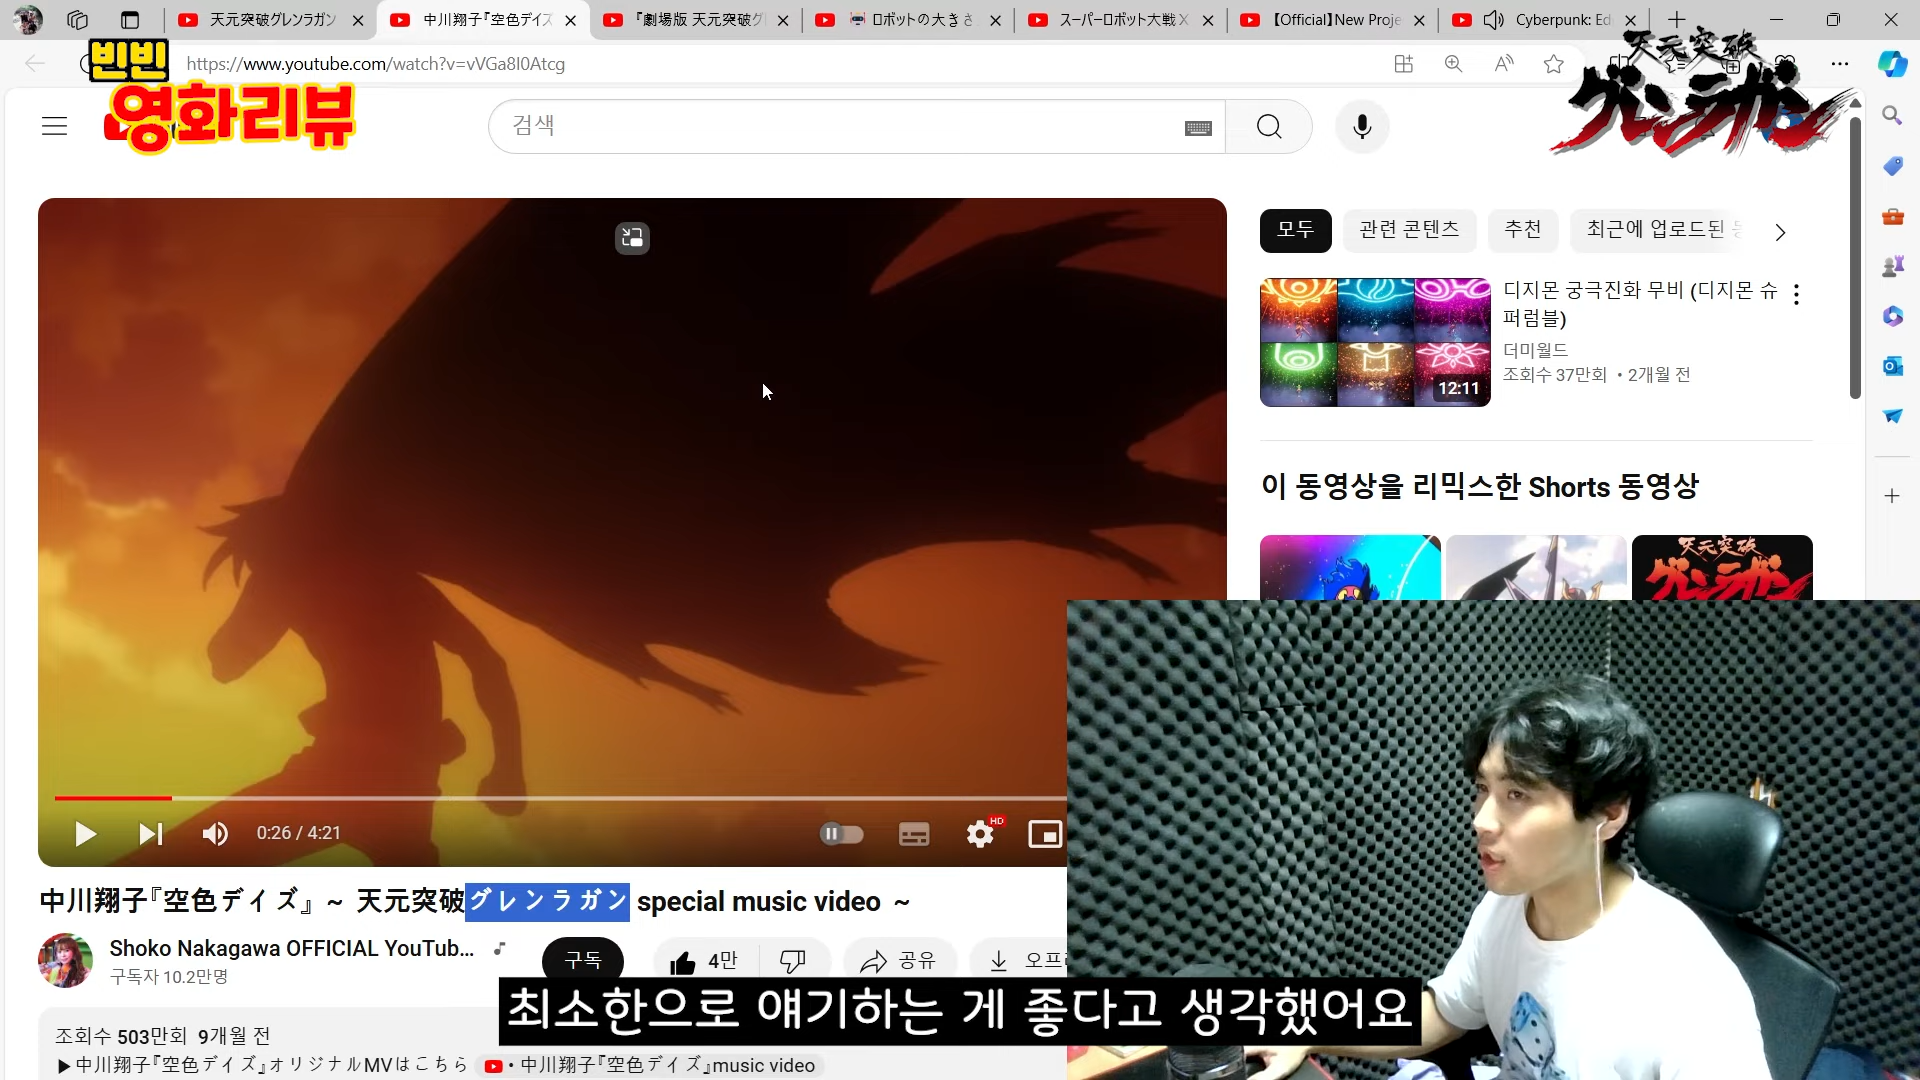 天元突破グレンラガン
中川翔子『空色デイズ
『劇場版 天元突破グ
ロボットの大きさ
スーパーロボット大戦X
【Official】New Proje
Cyberpunk: Ed
https://www.youtube.com/watch?v=vVGa8I0Atcg
빈빈
영화리뷰
검색
天元突破
グレンラガン
모두
관련 콘텐츠
추천
최근에 업로드된
디지몬 궁극진화 무비 (디지몬 슈
퍼럼블)
더미월드
조회수 37만회 • 2개월 전
12:11
이 동영상을 리믹스한 Shorts 동영상
天元突破
グレンラガン
0:26 / 4:21
HD
中川翔子『空色デイズ』 ~ 天元突破グレンラガン special music video ~
Shoko Nakagawa OFFICIAL YouTub...
구독자 10.2만명
구독
4만
공유
오프
최소한으로 얘기하는 게 좋다고 생각했어요
조회수 503만회 9개월 전
▶中川翔子『空色デイズ』オリジナルMVはこちら • 中川翔子『空色デイズ』music video